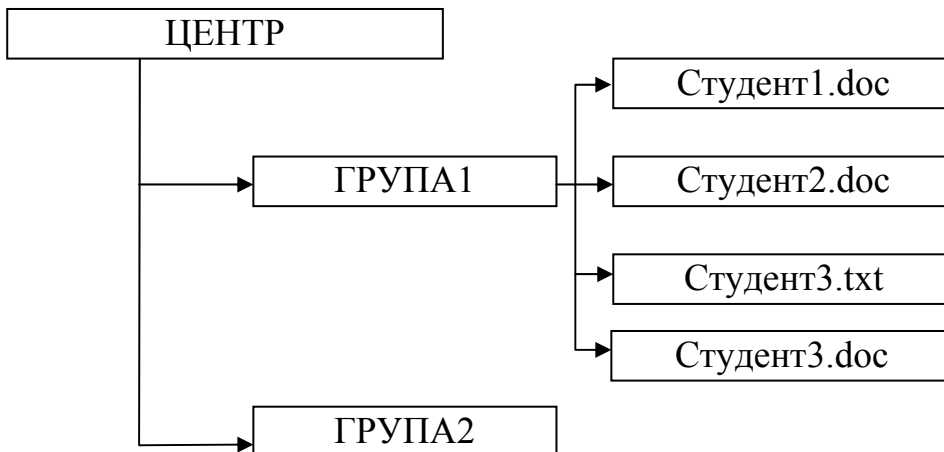 ЦЕНТР
Студент1.doc
ГРУПА1
Студент2.doc
Студент3.txt
Студент3.doc
ГРУПА2